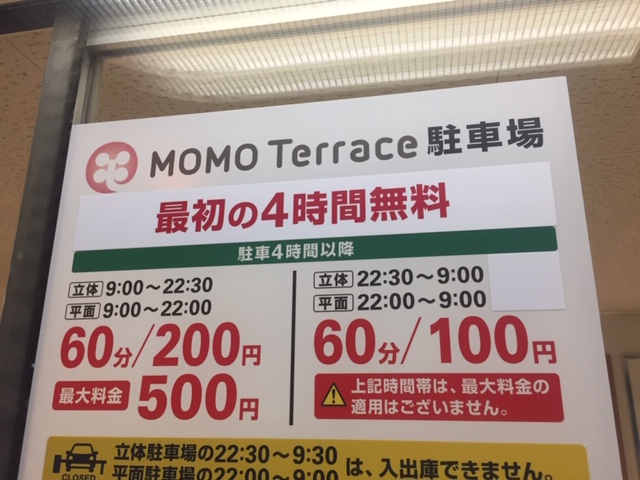 MOMO Terrace 駐車場
最初の4時間無料
駐車4時間以降
立体 9:00～22:30
平面 9:00～22:00
60分/200円
最大料金 500円
立体 22:30～9:00
平面 22:00～9:00
60分/100円
上記時間帯は、最大料金の
適用はございません。
CLOSED
立体駐車場の22:30～9:30
平面駐車場の22:00～9:00
は、入出庫できません。